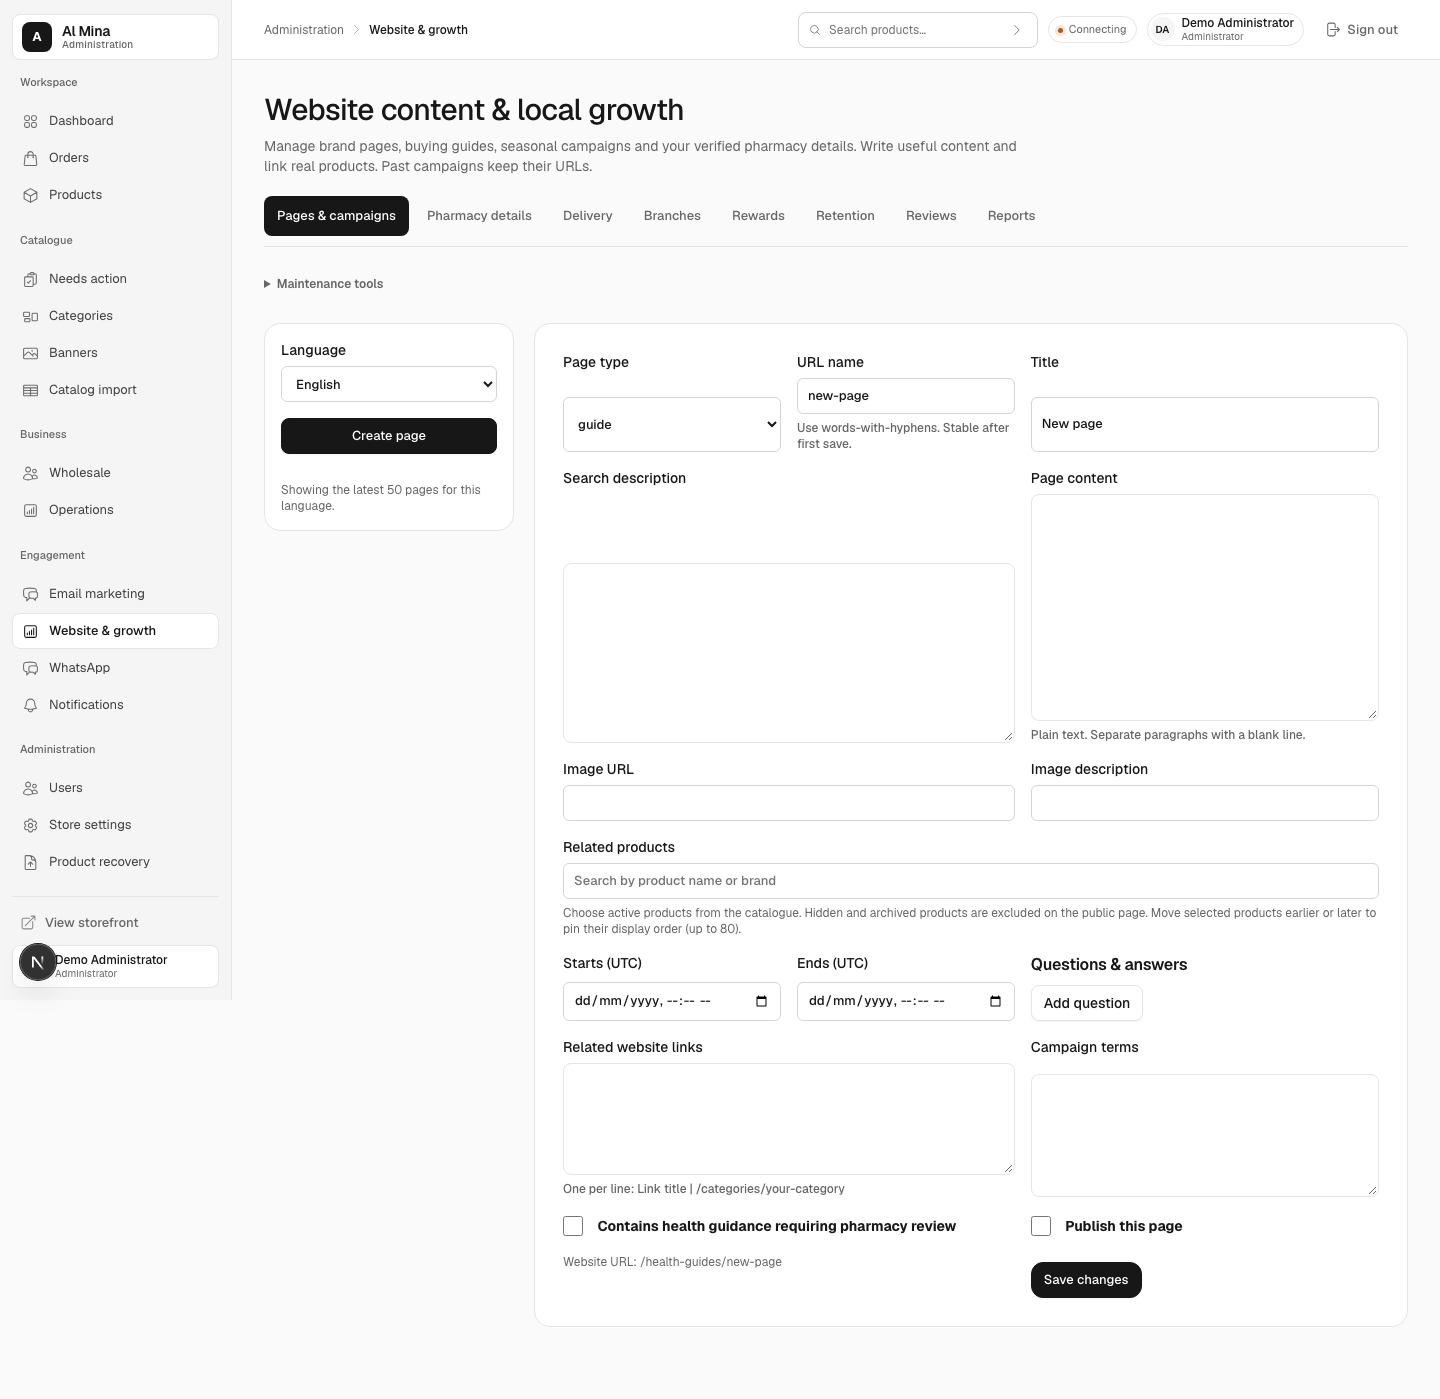 A
Al Mina
Administration
Workspace
Dashboard
Orders
Products
Catalogue
Needs action
Categories
Banners
Catalog import
Business
Wholesale
Operations
Engagement
Email marketing
Website & growth
WhatsApp
Notifications
Administration
Users
Store settings
Product recovery
View storefront
N
Demo Administrator
Administrator
Administration
Website & growth
Search products...
Connecting
DA
Demo Administrator
Administrator
Sign out
Website content & local growth
Manage brand pages, buying guides, seasonal campaigns and your verified pharmacy details. Write useful content and
link real products. Past campaigns keep their URLs.
Pages & campaigns
Pharmacy details
Delivery
Branches
Rewards
Retention
Reviews
Reports
Maintenance tools
Language
English
Create page
Showing the latest 50 pages for this
language.
Page type
guide
URL name
new-page
Use words-with-hyphens. Stable after
first save.
Title
New page
Search description
Page content
Plain text. Separate paragraphs with a blank line.
Image URL
Image description
Related products
Search by product name or brand
Choose active products from the catalogue. Hidden and archived products are excluded on the public page. Move selected products earlier or later to
pin their display order (up to 80).
Starts (UTC)
dd/mm/yyyy, --:-- --
Ends (UTC)
dd/mm/yyyy, --:-- --
Questions & answers
Add question
Related website links
One per line: Link title | /categories/your-category
Campaign terms
Contains health guidance requiring pharmacy review
Publish this page
Website URL: /health-guides/new-page
Save changes